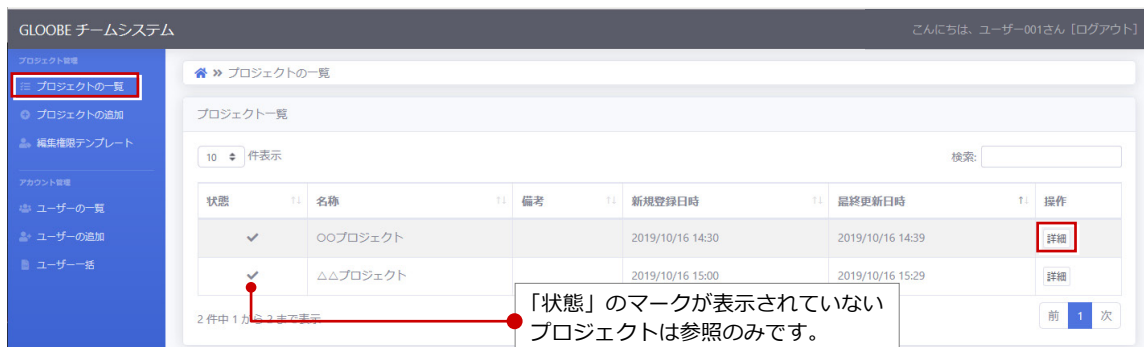 GLOOBE チームシステム
こんにちは、ユーザー001さん [ログアウト]
プロジェクト管理
プロジェクトの一覧
プロジェクトの追加
編集権限テンプレート
アカウント管理
ユーザーの一覧
ユーザーの追加
ユーザー一括
» プロジェクトの一覧
プロジェクト一覧
10 件表示
検索:
状態 名称 備考 新規登録日時 最終更新日時 操作
〇〇プロジェクト 2019/10/16 14:30 2019/10/16 14:39 詳細
△△プロジェクト 2019/10/16 15:00 2019/10/16 15:29 詳細
2 件中 1 から 2 まで表示
前 1 次
「状態」のマークが表示されていない
プロジェクトは参照のみです。